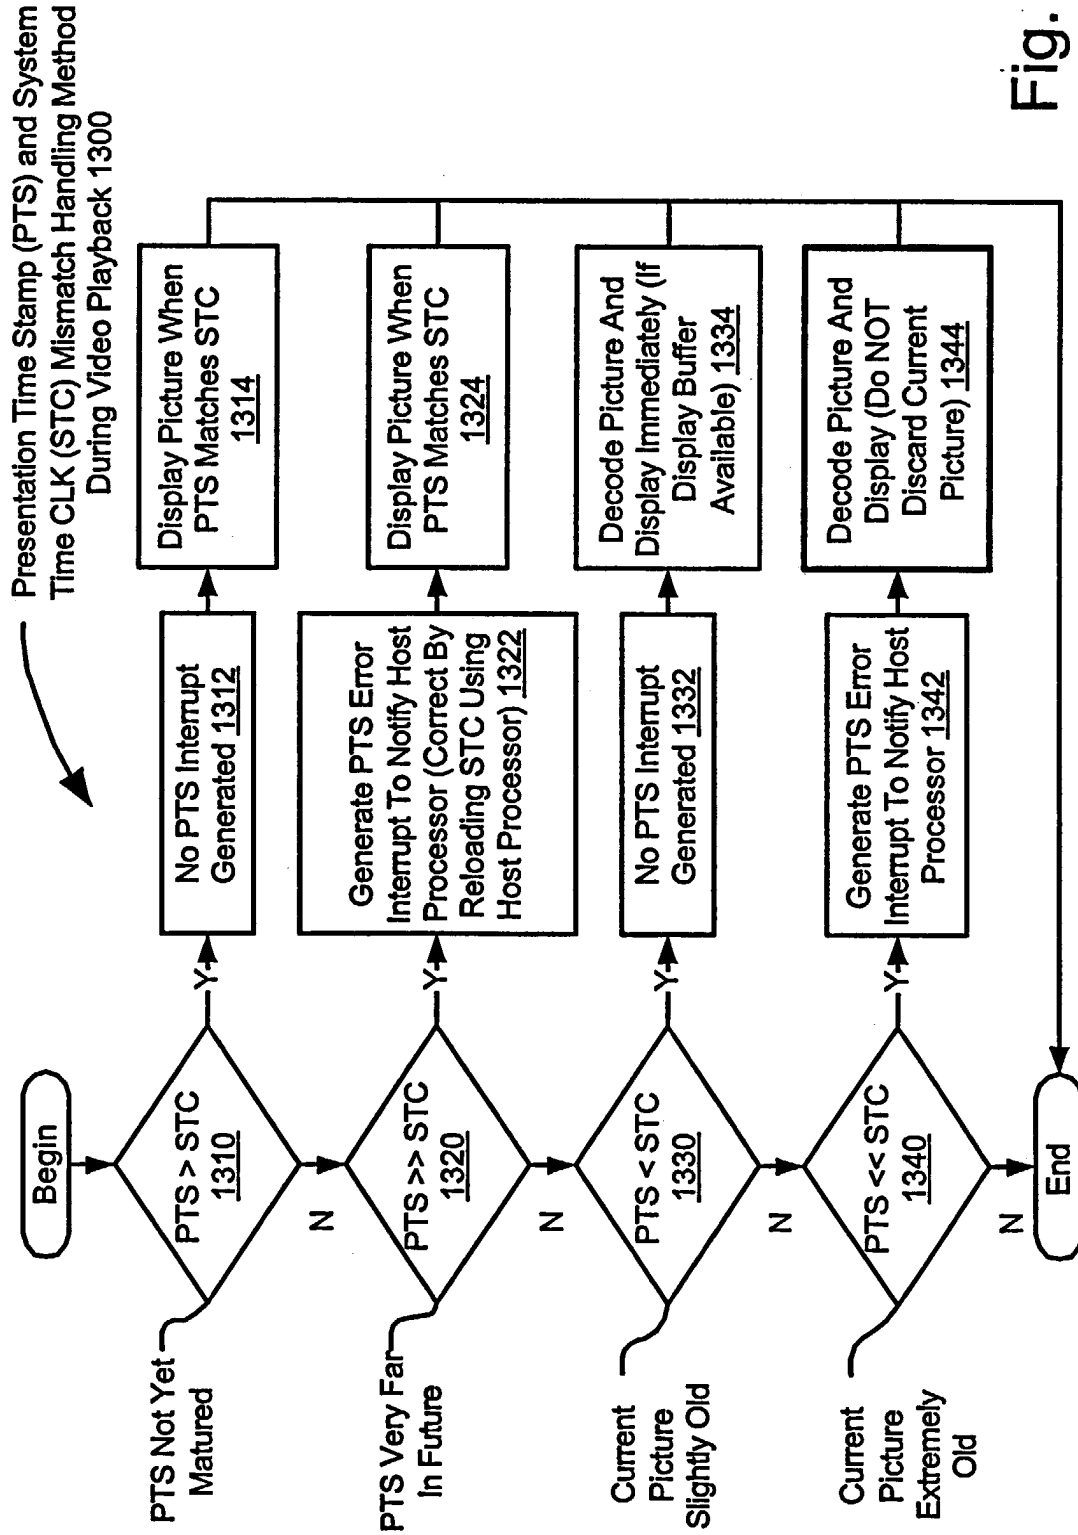 Presentation Time Stamp (PTS) and System
Time CLK (STC) Mismatch Handling Method
During Video Playback 1300
Begin
PTS Not Yet
Matured
PTS > STC
1310
Y
No PTS Interrupt
Generated 1312
Display Picture When
PTS Matches STC
1314
N
PTS Very Far
In Future
PTS >> STC
1320
Y
Generate PTS Error
Interrupt To Notify Host
Processor (Correct By
Reloading STC Using
Host Processor) 1322
Display Picture When
PTS Matches STC
1324
N
Current
Picture
Slightly Old
PTS < STC
1330
Y
No PTS Interrupt
Generated 1332
Decode Picture And
Display Immediately (If
Display Buffer
Available) 1334
N
Current
Picture
Extremely
Old
PTS << STC
1340
Y
Generate PTS Error
Interrupt To Notify Host
Processor 1342
Decode Picture And
Display (Do NOT
Discard Current
Picture) 1344
N
End
Fig.